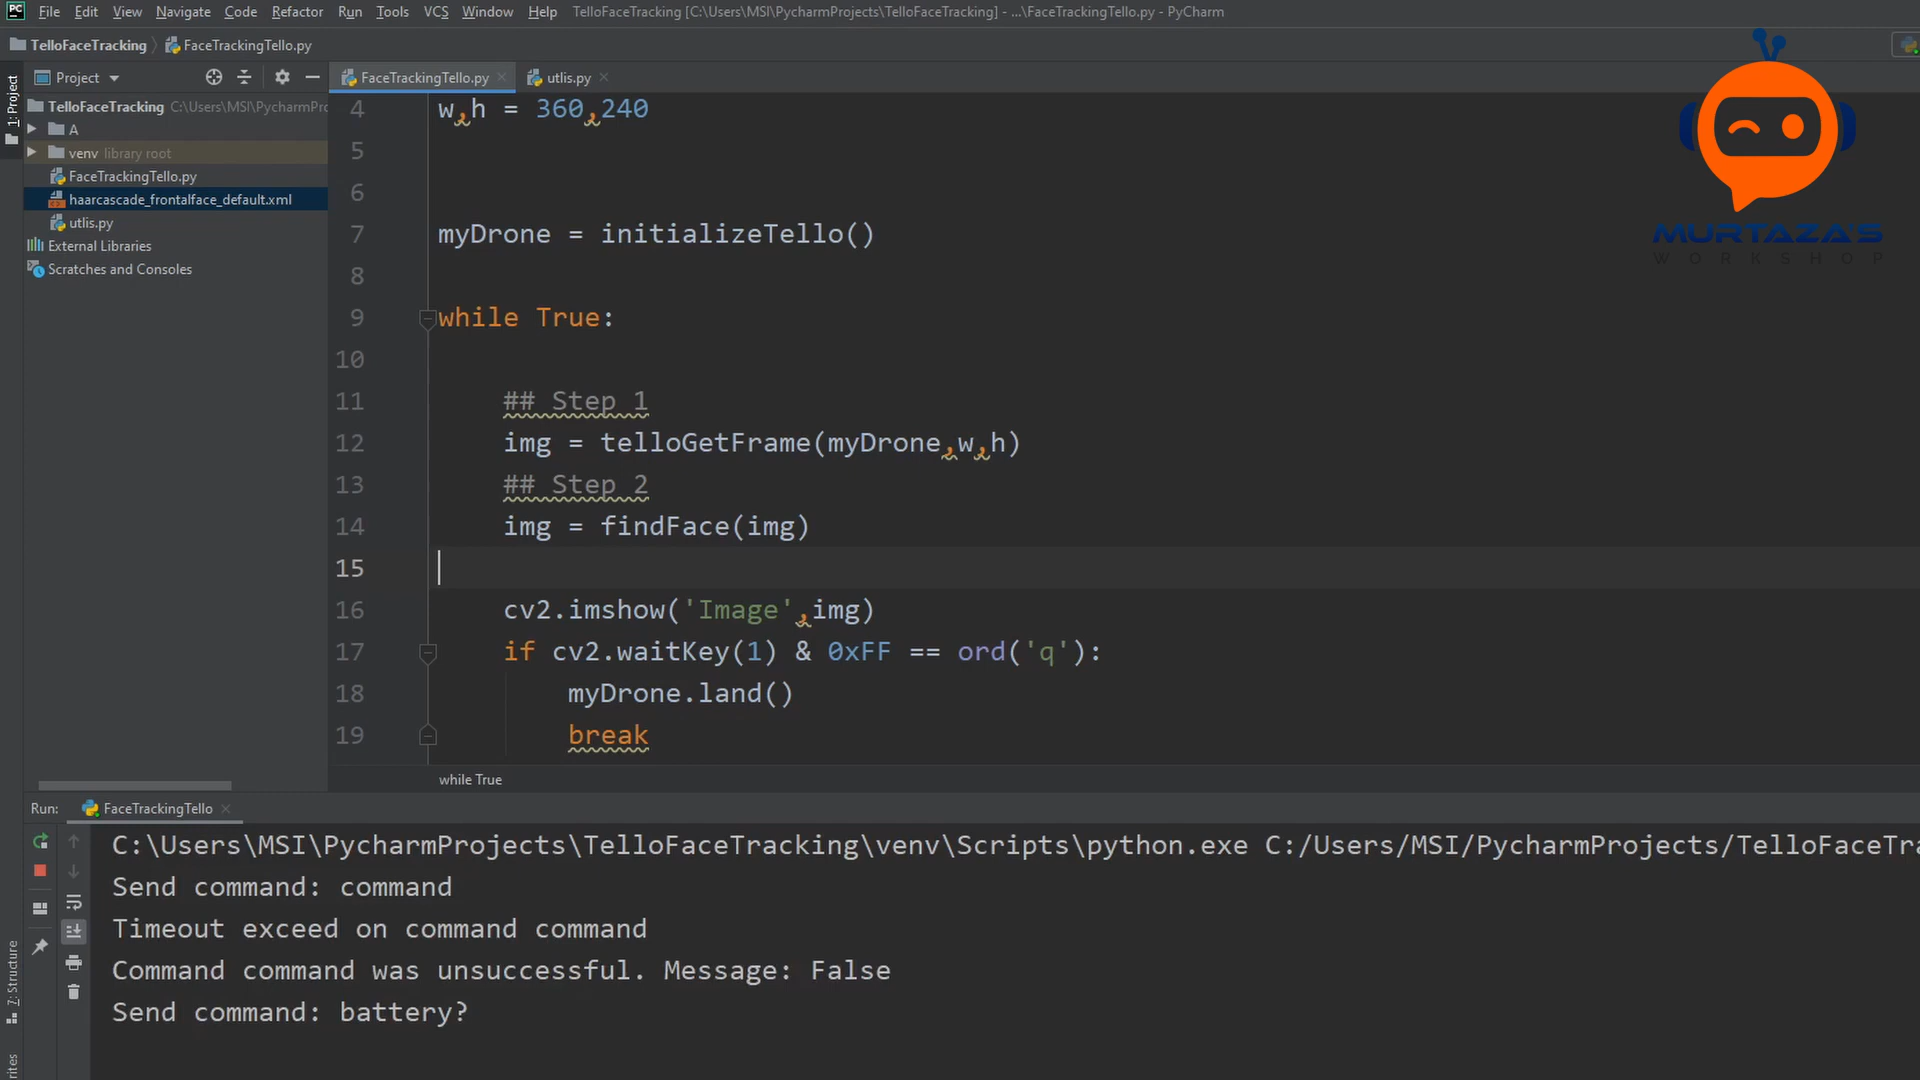 PC File Edit View Navigate Code Refactor Run Tools VCS Window Help TelloFaceTracking [C:\Users\MSI\PycharmProjects\TelloFaceTracking] - ...\FaceTrackingTello.py - PyCharm
TelloFaceTracking FaceTrackingTello.py
1: Project
Project
FaceTrackingTello.py
utlis.py
TelloFaceTracking C:\Users\MSI\PycharmPr
A
venv library root
FaceTrackingTello.py
haarcascade_frontalface_default.xml
utlis.py
External Libraries
Scratches and Consoles
4 w,h = 360,240
5
6
7 myDrone = initializeTello()
8
9 while True:
10
11 ## Step 1
12 img = telloGetFrame(myDrone,w,h)
13 ## Step 2
14 img = findFace(img)
15
16 cv2.imshow('Image',img)
17 if cv2.waitKey(1) & 0xFF == ord('q'):
18 myDrone.land()
19 break
while True
MURTAZA'S
WORKSHOP
Run: FaceTrackingTello
C:\Users\MSI\PycharmProjects\TelloFaceTracking\venv\Scripts\python.exe C:/Users/MSI/PycharmProjects/TelloFaceTra
Send command: command
Timeout exceed on command command
Command command was unsuccessful. Message: False
Send command: battery?
7: Structure
rites